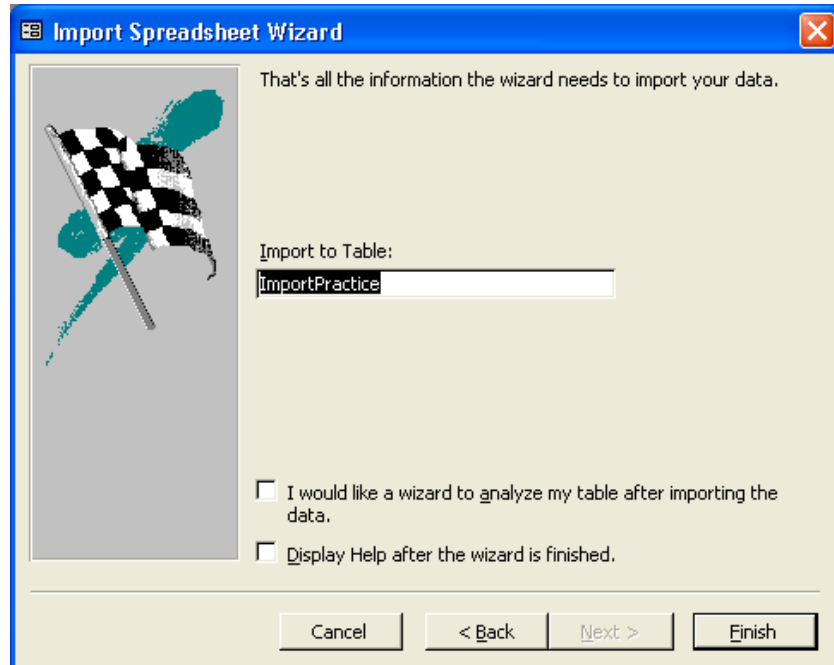 Import Spreadsheet Wizard
That's all the information the wizard needs to import your data.
Import to Table:
ImportPractice
I would like a wizard to analyze my table after importing the
data.
Display Help after the wizard is finished.
Cancel
< Back
Next >
Finish